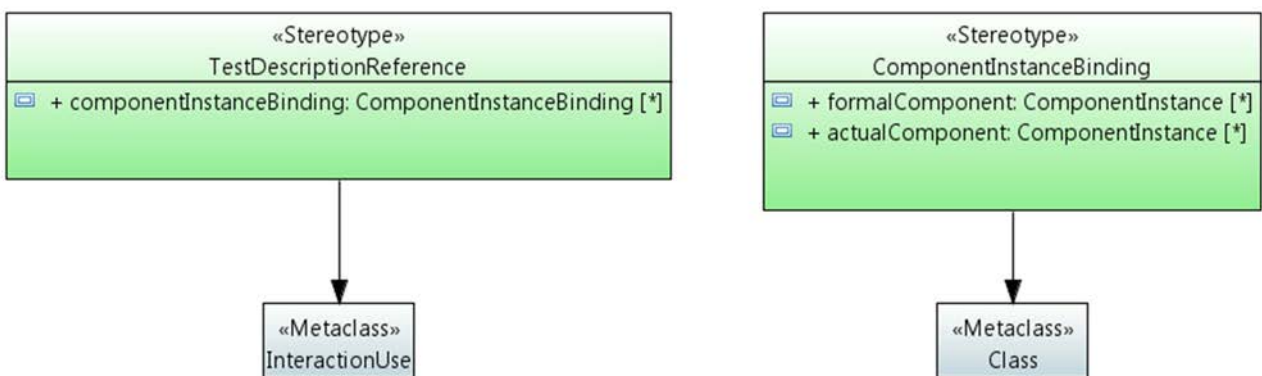 «Stereotype»
TestDescriptionReference
+ componentInstanceBinding: ComponentInstanceBinding [*]
«Metaclass»
InteractionUse
«Stereotype»
ComponentInstanceBinding
+ formalComponent: ComponentInstance [*]
+ actualComponent: ComponentInstance [*]
«Metaclass»
Class